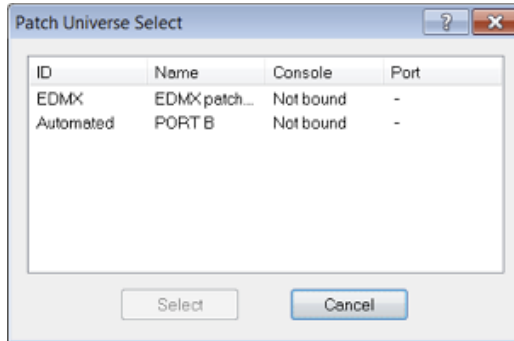 Patch Universe Select
ID Name Console Port
EDMX EDMX patch... Not bound -
Automated PORT B Not bound -
Select Cancel